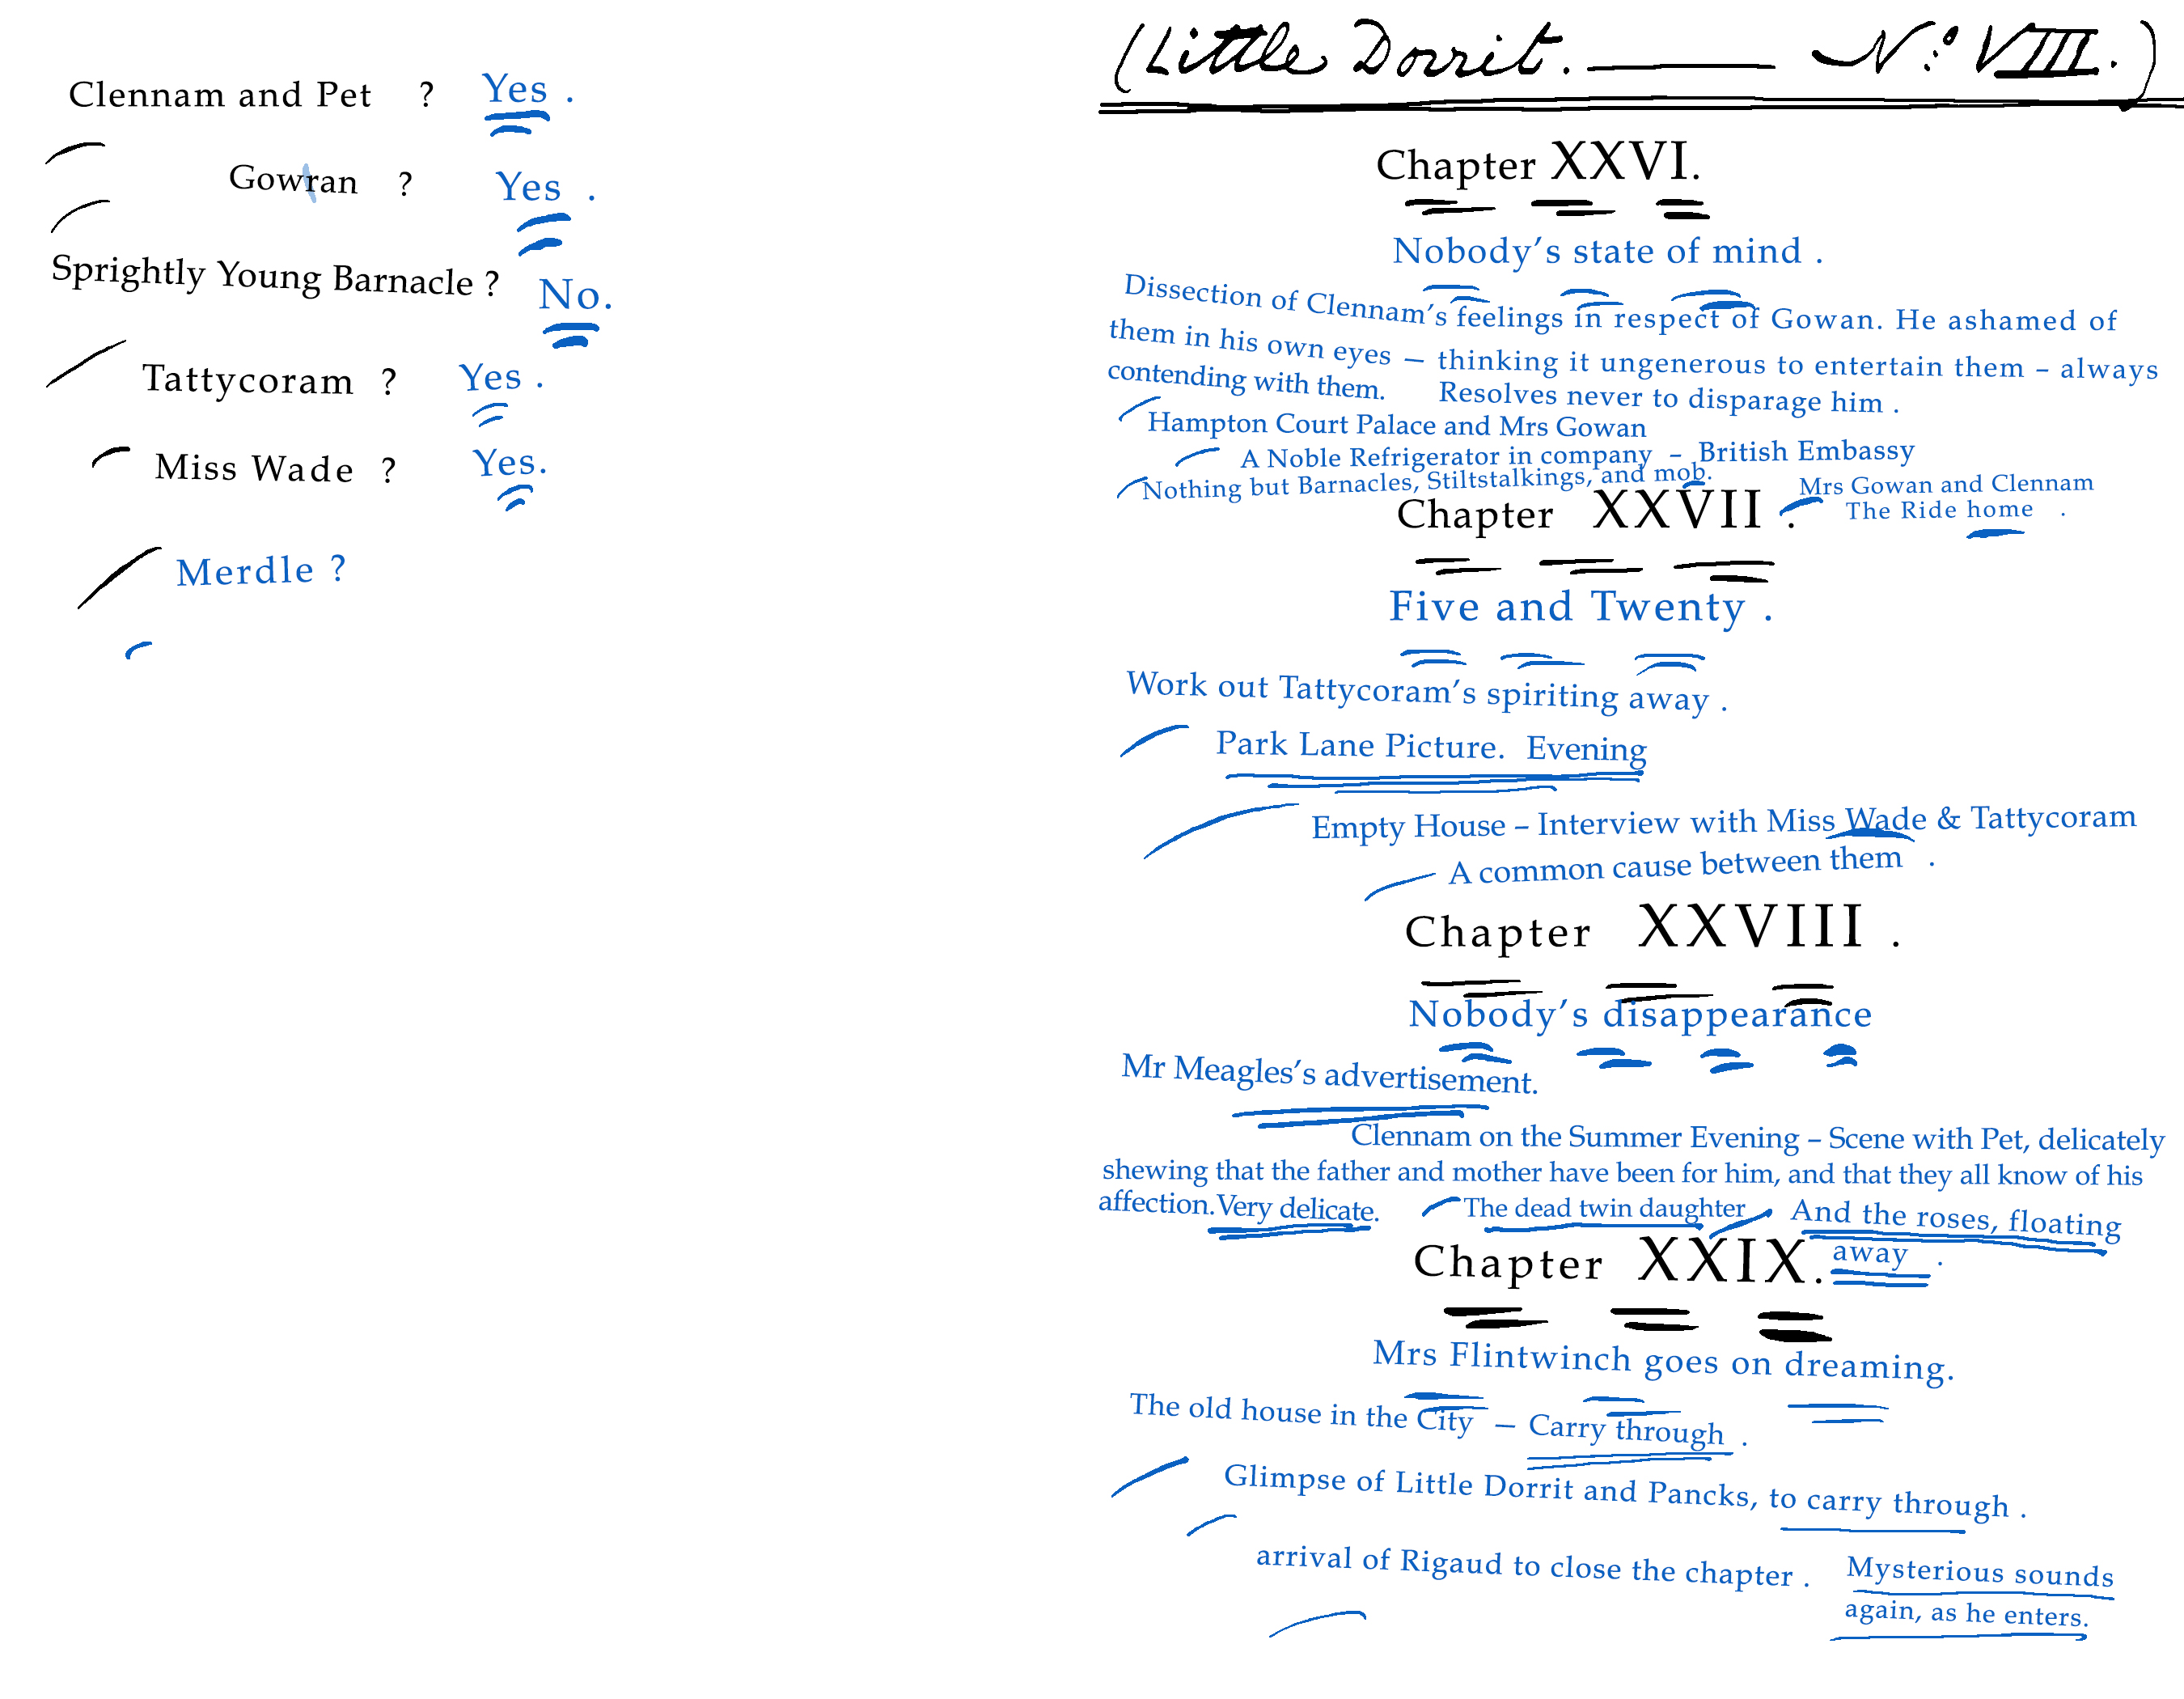 Clennam and Pet ? Yes .
Gowran ? Yes .
Sprightly Young Barnacle ? No.
Tattycoram ? Yes .
Miss Wade ? Yes.
Merdle ?
(Little Dorrit. — Nº. VIII.)
Chapter XXVI.
Nobody's state of mind .
Dissection of Clennam's feelings in respect of Gowan. He ashamed of
them in his own eyes — thinking it ungenerous to entertain them – always
contending with them. Resolves never to disparage him .
Hampton Court Palace and Mrs Gowan
A Noble Refrigerator in company – British Embassy
Nothing but Barnacles, Stiltstalkings, and mob.
Mrs Gowan and Clennam
The Ride home .
Chapter XXVII .
Five and Twenty .
Work out Tattycoram's spiriting away .
Park Lane Picture. Evening
Empty House – Interview with Miss Wade & Tattycoram
A common cause between them .
Chapter XXVIII .
Nobody's disappearance
Mr Meagles's advertisement.
Clennam on the Summer Evening – Scene with Pet, delicately
shewing that the father and mother have been for him, and that they all know of his
affection. Very delicate. The dead twin daughter And the roses, floating
away .
Chapter XXIX.
Mrs Flintwinch goes on dreaming.
The old house in the City — Carry through .
Glimpse of Little Dorrit and Pancks, to carry through .
arrival of Rigaud to close the chapter . Mysterious sounds
again, as he enters.